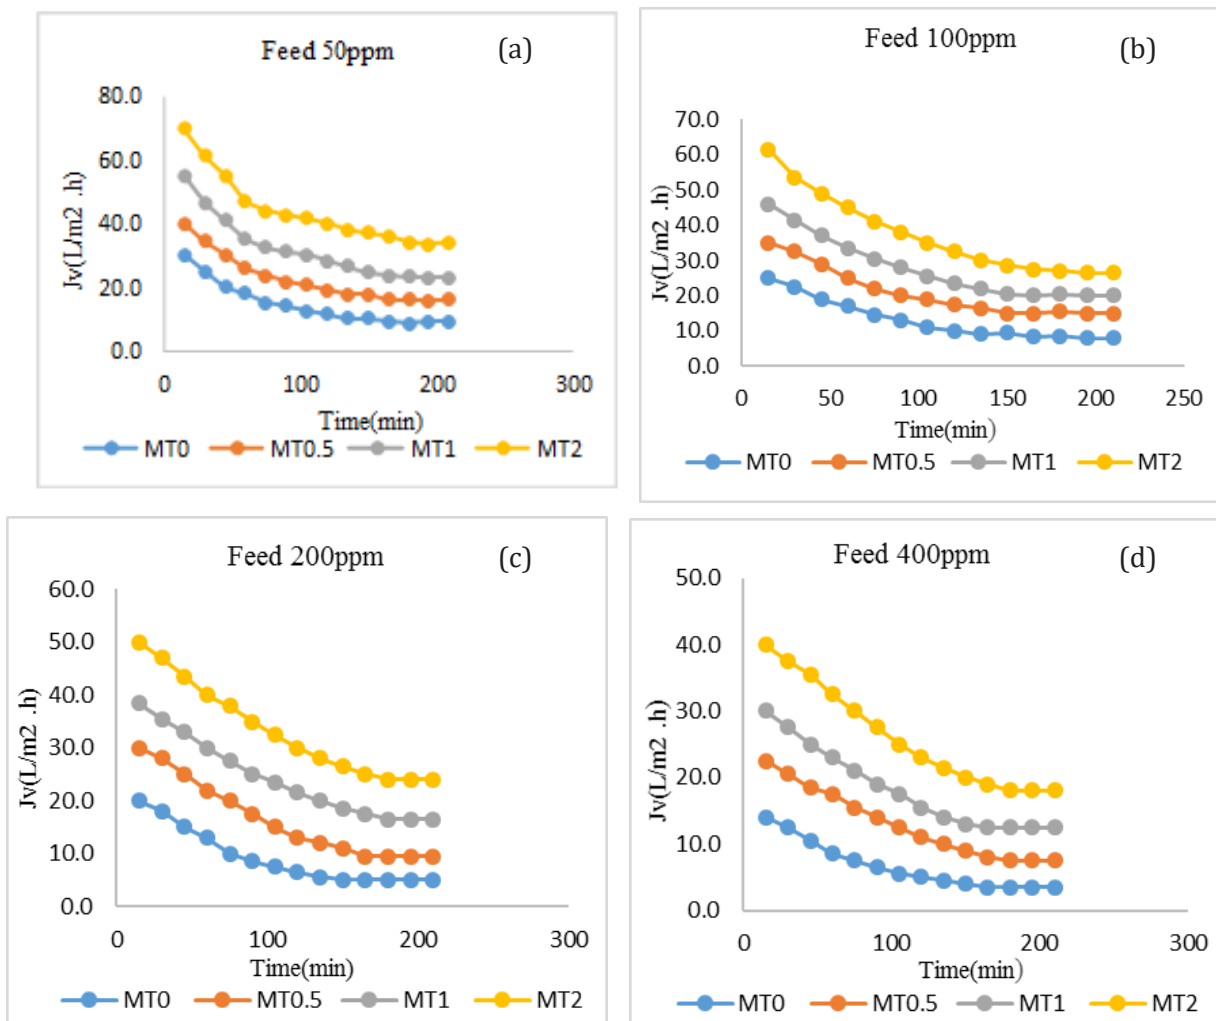 Feed 50ppm
(a)
80.0
60.0
40.0
20.0
0.0
Jv(L/m2 .h)
0 100 200 300
Time(min)
MT0 MT0.5 MT1 MT2
Feed 100ppm
(b)
70.0
60.0
50.0
40.0
30.0
20.0
10.0
0.0
Jv(L/m2 .h)
0 50 100 150 200 250
Time(min)
MT0 MT0.5 MT1 MT2
Feed 200ppm
(c)
60.0
50.0
40.0
30.0
20.0
10.0
0.0
Jv(L/m2 .h)
0 100 200 300
Time(min)
MT0 MT0.5 MT1 MT2
Feed 400ppm
(d)
50.0
40.0
30.0
20.0
10.0
0.0
Jv(L/m2 .h)
0 100 200 300
Time(min)
MT0 MT0.5 MT1 MT2